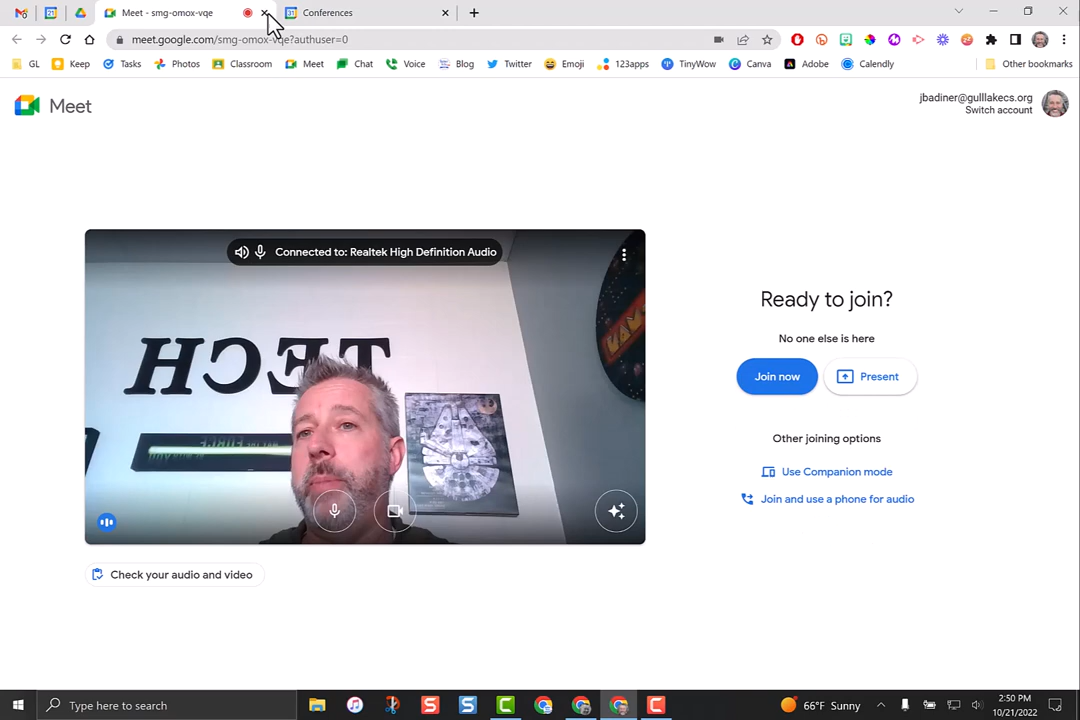 Meet - smg-omox-vqe
Conferences
meet.google.com/smg-omox-vqe?authuser=0
GL Keep Tasks Photos Classroom Meet Chat Voice Blog Twitter Emoji 123apps TinyWow Canva Adobe Calendly Other bookmarks
Meet
jbadiner@gulllakecs.org
Switch account
Connected to: Realtek High Definition Audio
TECH
Ready to join?
No one else is here
Join now
Present
Other joining options
Use Companion mode
Join and use a phone for audio
Check your audio and video
Type here to search
66°F Sunny
2:50 PM
10/21/2022